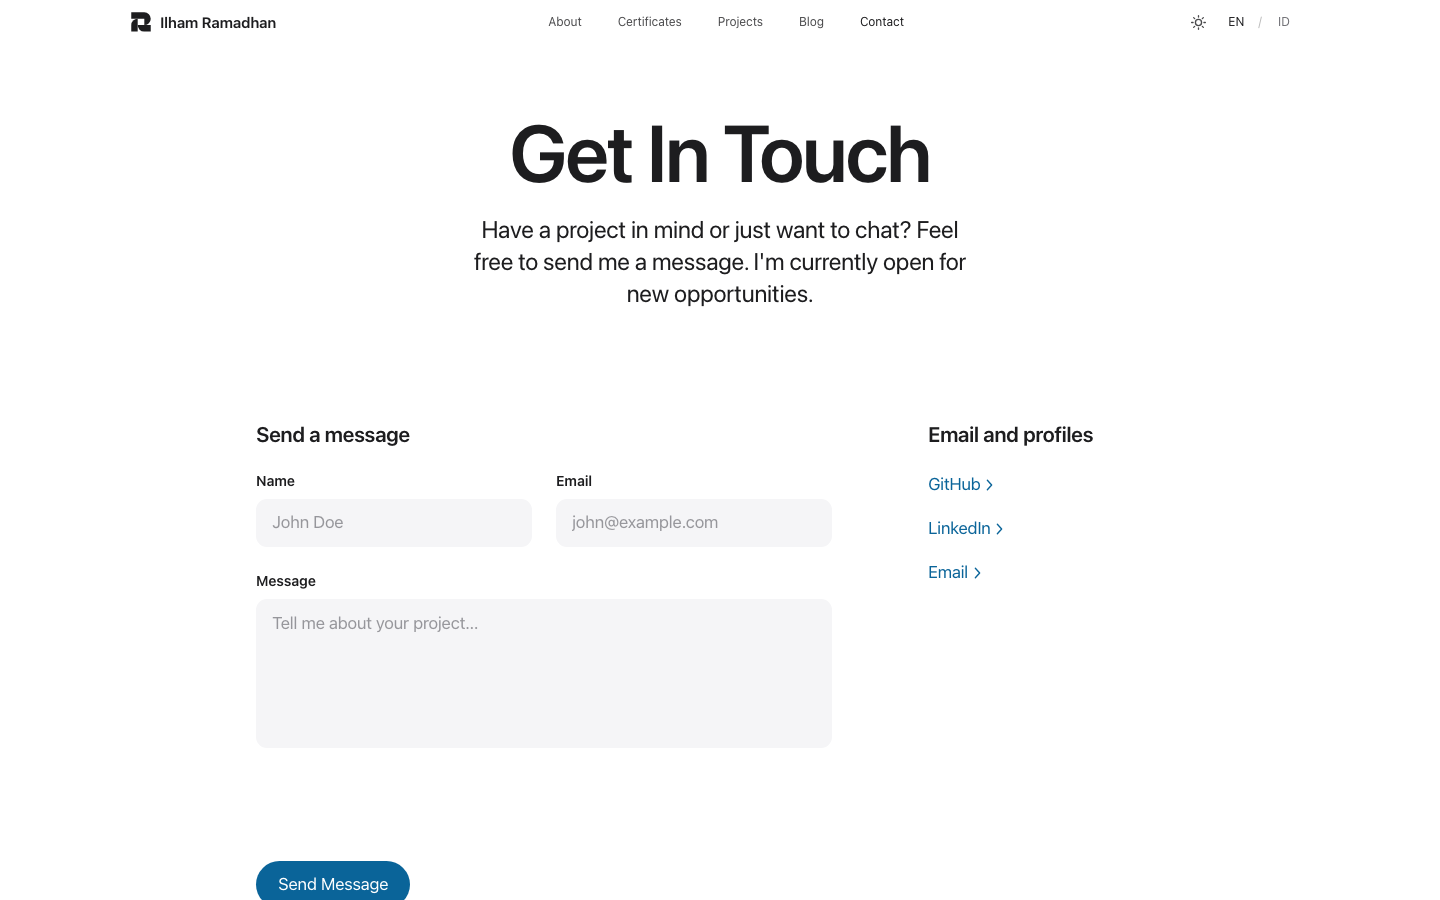 Ilham Ramadhan
About
Certificates
Projects
Blog
Contact
EN / ID
Get In Touch
Have a project in mind or just want to chat? Feel
free to send me a message. I'm currently open for
new opportunities.
Send a message
Name
John Doe
Email
john@example.com
Message
Tell me about your project...
Send Message
Email and profiles
GitHub
LinkedIn
Email